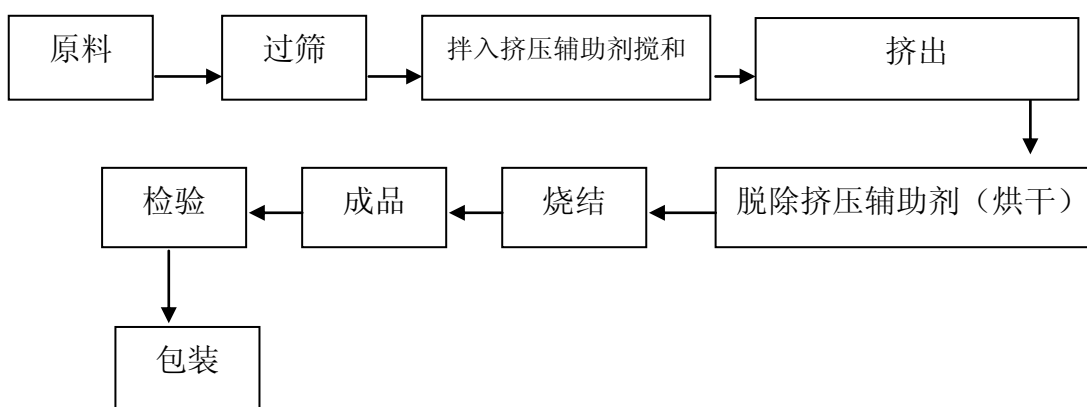 原料
过筛
拌入挤压辅助剂搅和
挤出
脱除挤压辅助剂（烘干）
烧结
成品
检验
包装